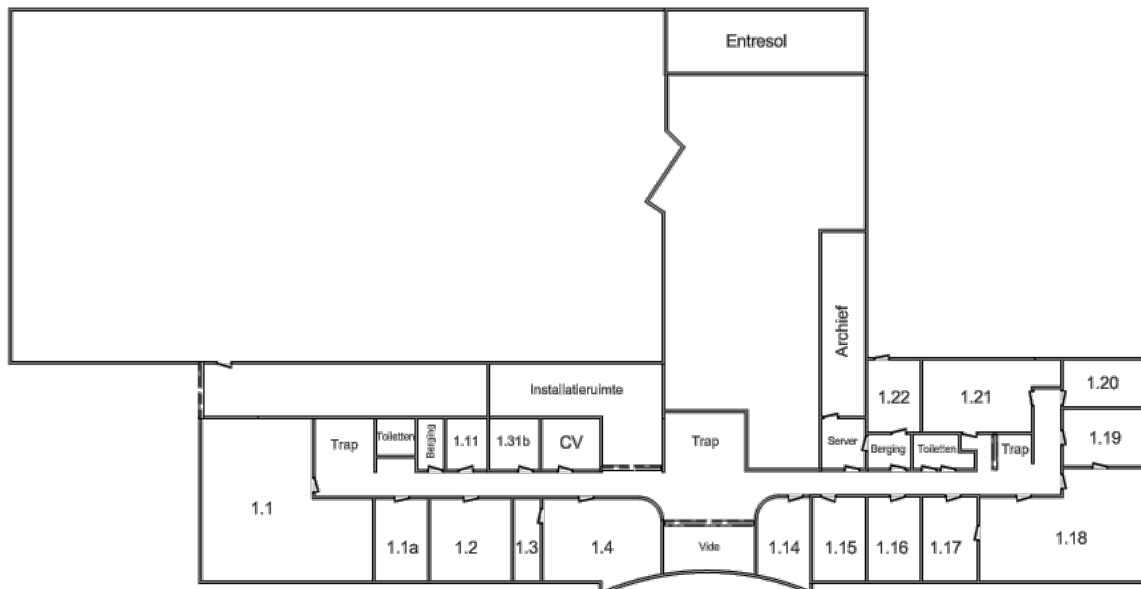 Entresol
Archief
Installatieruimte
1.22
1.21
1.20
Trap
Toiletten
Berging
1.11
1.31b
CV
Trap
Server
Berging
Toiletten
Trap
1.19
1.1
1.1a
1.2
1.3
1.4
Vide
1.14
1.15
1.16
1.17
1.18